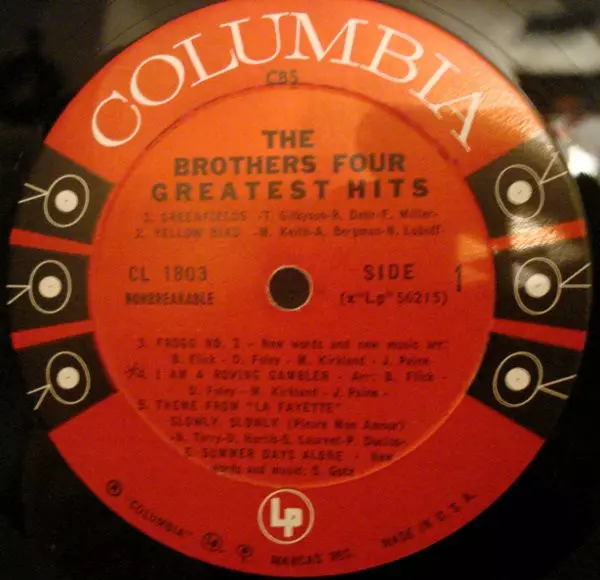 COLUMBIA
CBS
THE
BROTHERS FOUR
GREATEST HITS
1. GREENFIELDS -T. Gilkyson-R. Dehr-F. Miller-
2. YELLOW BIRD -M. Keith-A. Bergman-N. Luboff
CL 1803 SIDE 1
NONBREAKABLE (x"Lp" 56215)
3. FROGG NO. 2 - New words and new music arr:
B. Flick - D. Foley - M. Kirkland - J. Paine-
4. I AM A ROVING GAMBLER - Arr: B. Flick -
D. Foley - M. Kirkland - J. Paine -
5. THEME FROM "LA FAYETTE"
SLOWLY, SLOWLY (Pleure Mon Amour)
-N. Terry-D. -S. Laurent-P. Duclos-
6. SUMMER DAYS ALONE - New
words and music: S. Gotz
® "COLUMBIA" ® MARCAS REG. MADE IN U.S.A.
LP